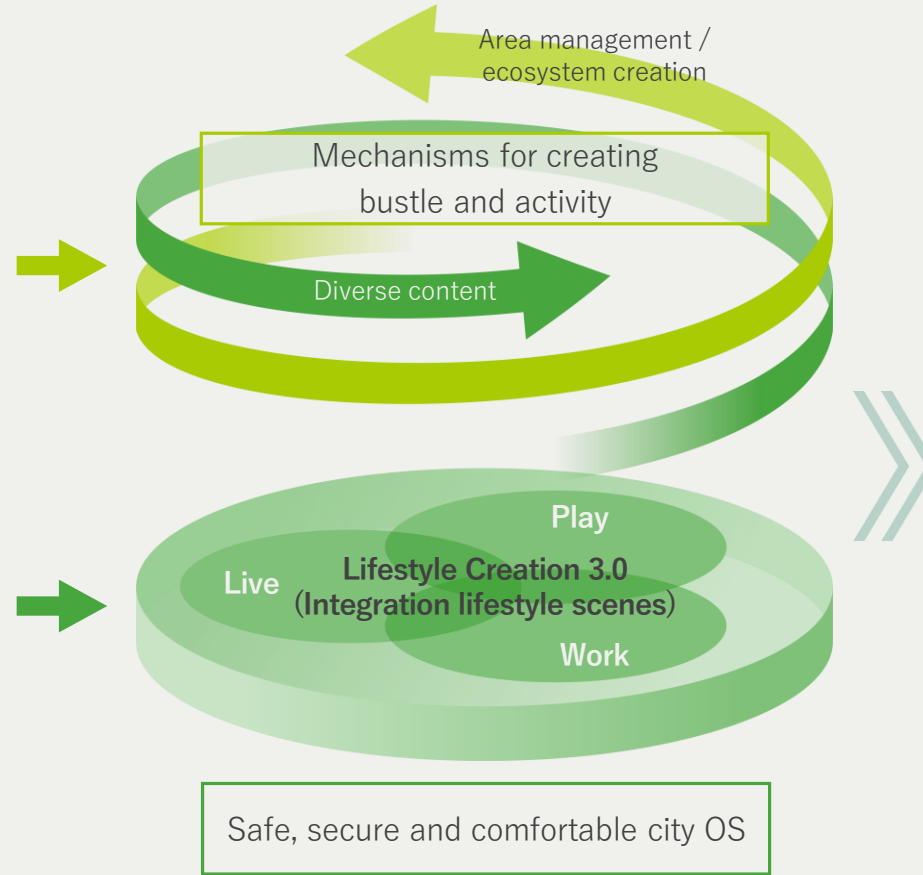 Area management /
ecosystem creation
Mechanisms for creating
bustle and activity
Diverse content
Play
Live
Lifestyle Creation 3.0
(Integration lifestyle scenes)
Work
Safe, secure and comfortable city OS